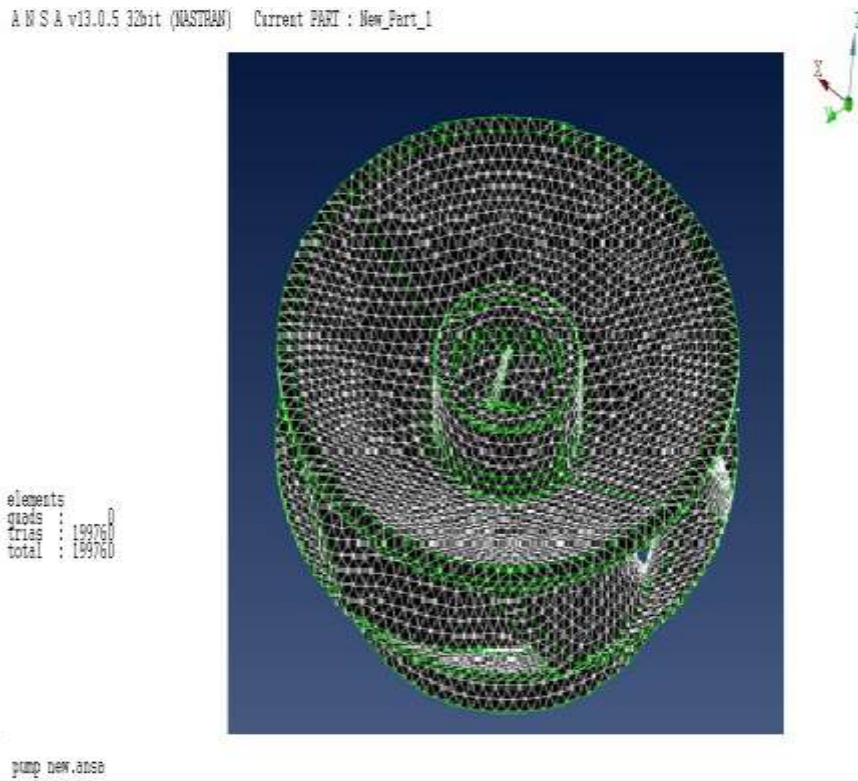 A N S A v13.0.5 32bit (NASTRAN) Current PART : New_Part_1
X
elements
quads : 0
trias : 199760
total : 199760
pump new.ansa